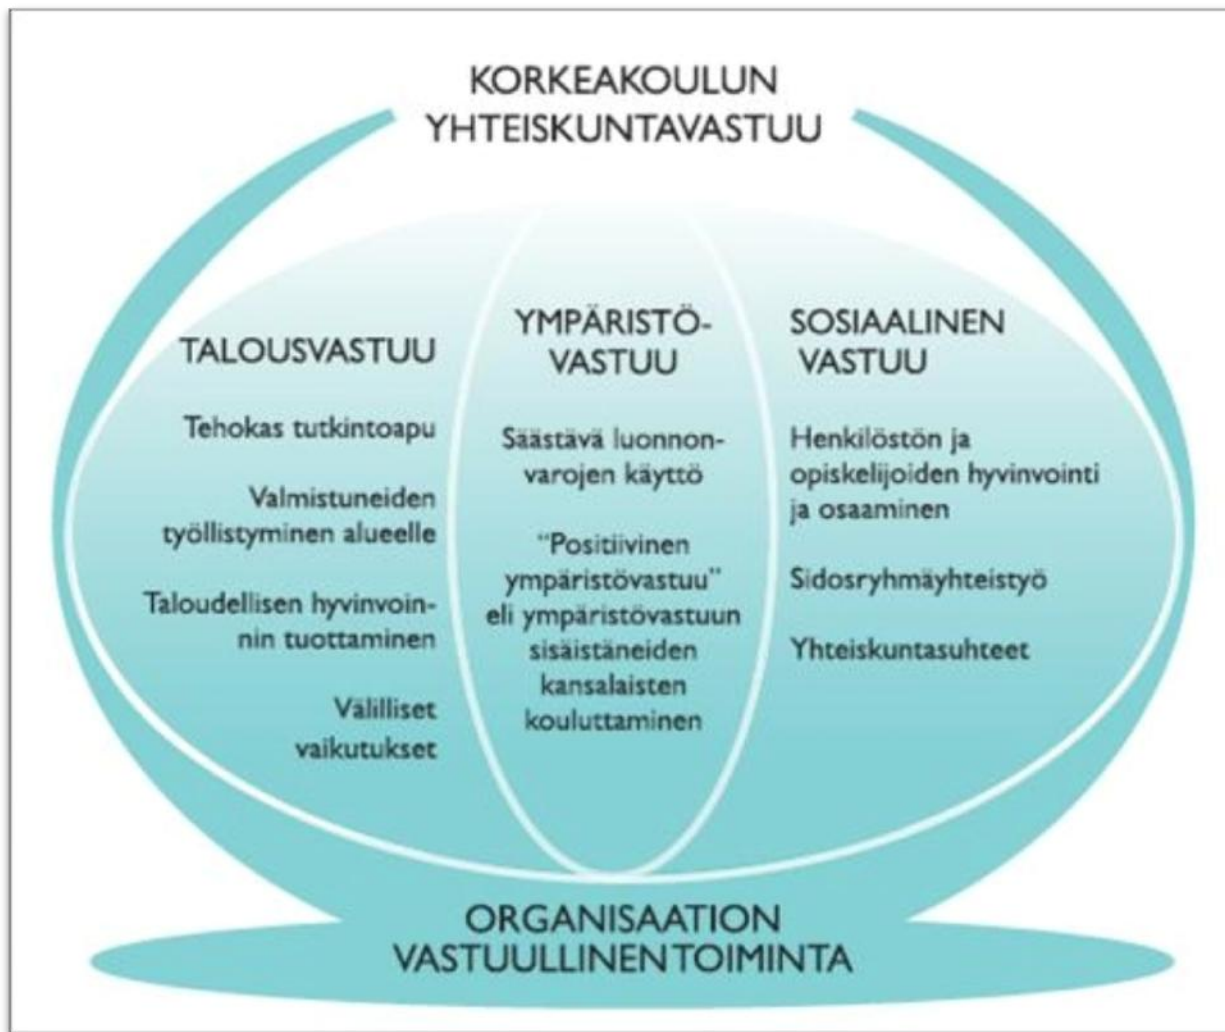 KORKEAKOULUN
YHTEISKUNTAVASTUU
TALOUSVASTUU
Tehokas tutkintoapu
Valmistuneiden
työllistyminen alueelle
Taloudellisen hyvinvoin-
nin tuottaminen
Välilliset
vaikutukset
YMPÄRISTÖ-
VASTUU
Säästävä luonnon-
varojen käyttö
“Positiivinen
ympäristövastuu”
eli ympäristövastuun
sisäistäneiden
kansalaisten
kouluttaminen
SOSIAALINEN
VASTUU
Henkilöstön ja
opiskelijoiden hyvinvointi
ja osaaminen
Sidosryhmäyhteistyö
Yhteiskuntasuhteet
ORGANISAATION
VASTUULLINEN TOIMINTA